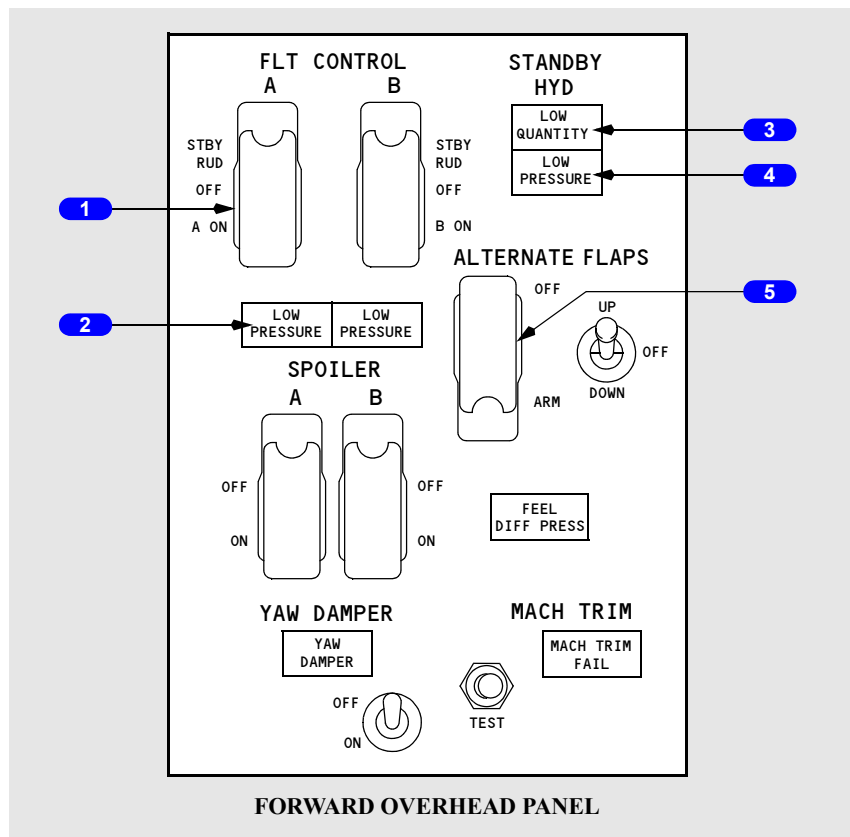 FLT CONTROL
A
B
STBY
RUD
OFF
A ON
STBY
RUD
OFF
B ON
STANDBY
HYD
LOW
QUANTITY
LOW
PRESSURE
3
4
1
2
LOW
PRESSURE
LOW
PRESSURE
ALTERNATE FLAPS
OFF
ARM
UP
OFF
DOWN
5
SPOILER
A
B
OFF
ON
OFF
ON
FEEL
DIFF PRESS
YAW DAMPER
YAW
DAMPER
OFF
ON
MACH TRIM
MACH TRIM
FAIL
TEST
FORWARD OVERHEAD PANEL